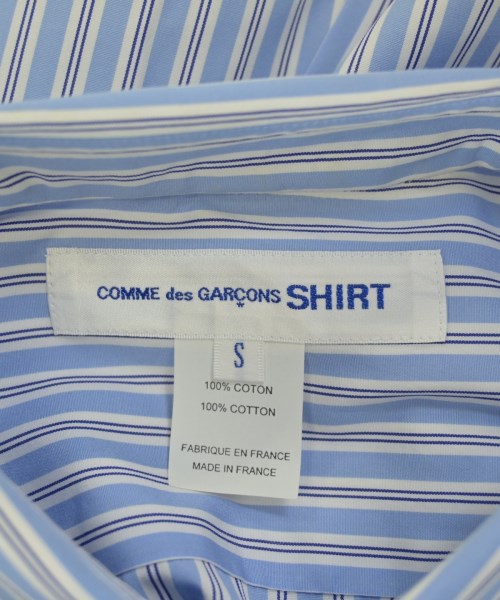 COMME des GARÇONS SHIRT
S
100% COTON
100% COTTON
FABRIQUE EN FRANCE
MADE IN FRANCE